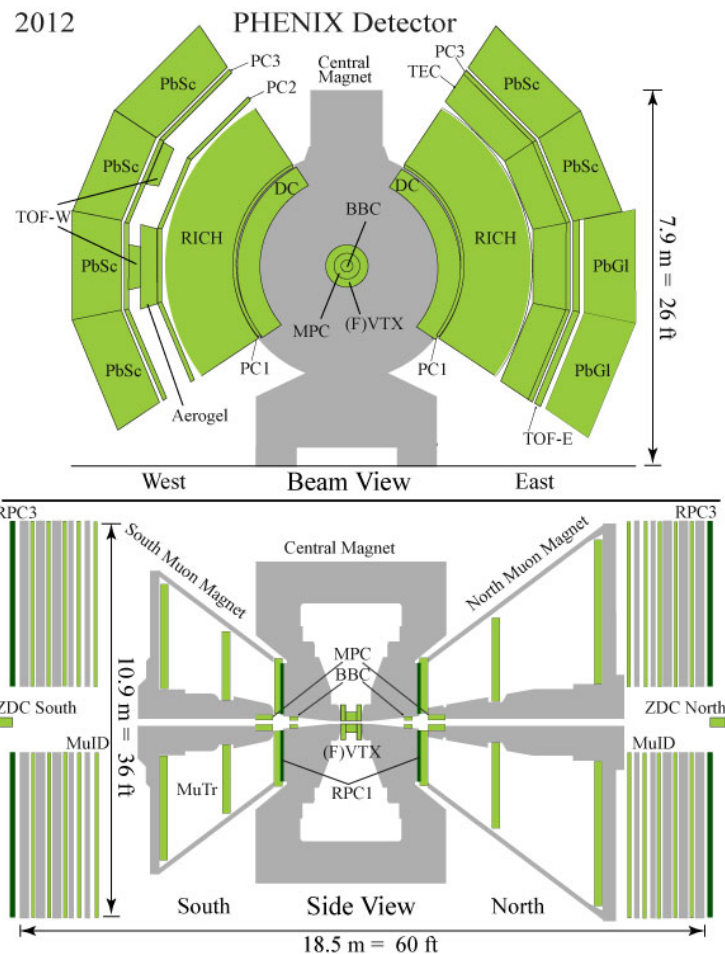 2012
PHENIX Detector
Central
Magnet
PC3
PC2
PbSc
PbSc
PbSc
PbSc
TOF-W
RICH
DC
Aerogel
PC1
BBC
MPC
(F)VTX
PC3
TEC
PbSc
PbSc
PbGl
PbGl
DC
RICH
PC1
TOF-E
7.9 m = 26 ft
West
Beam View
East
RPC3
South Muon Magnet
Central Magnet
North Muon Magnet
RPC3
10.9 m = 36 ft
MPC
BBC
ZDC South
ZDC North
MuID
(F)VTX
MuID
MuTr
RPC1
South
Side View
North
18.5 m = 60 ft